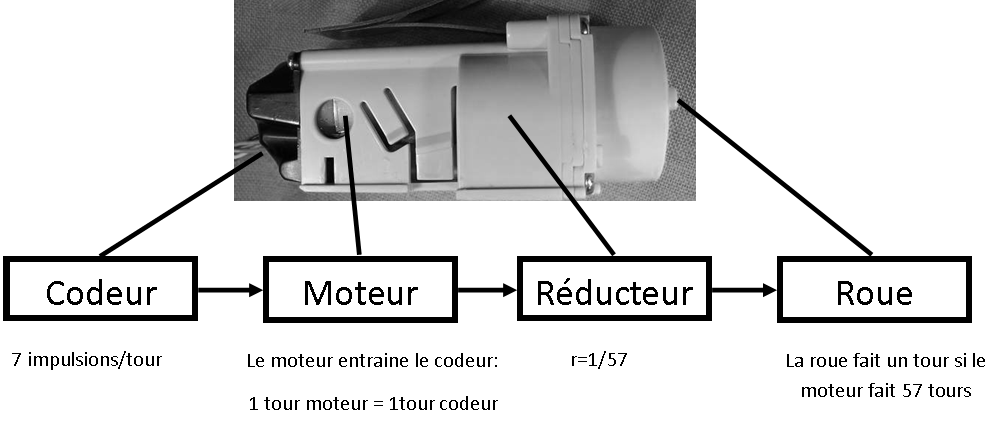 Codeur
Moteur
Réducteur
Roue
7 impulsions/tour
Le moteur entraine le codeur:
1 tour moteur = 1tour codeur
r=1/57
La roue fait un tour si le
moteur fait 57 tours